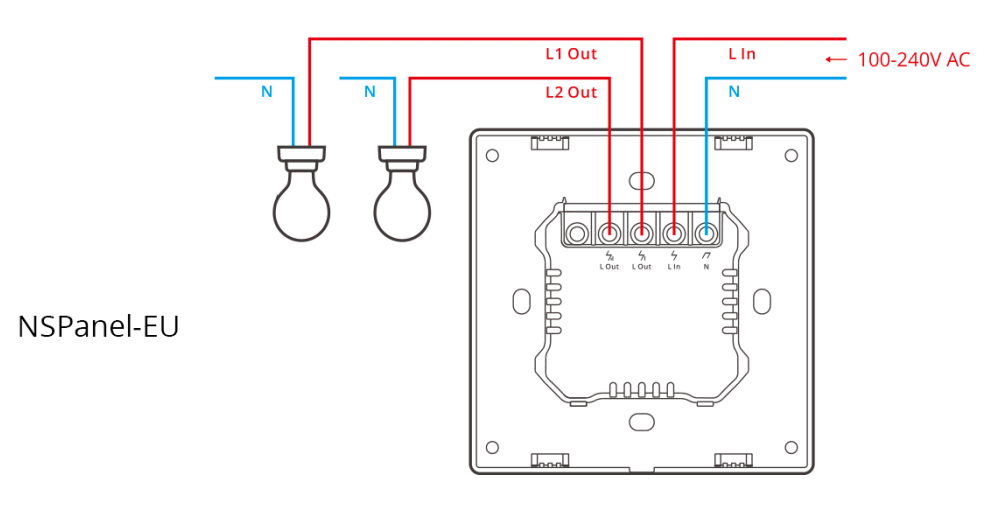 L1 Out
L In
← 100-240V AC
N
N
L2 Out
N
L Out
L Out
L In
N
NSPanel-EU